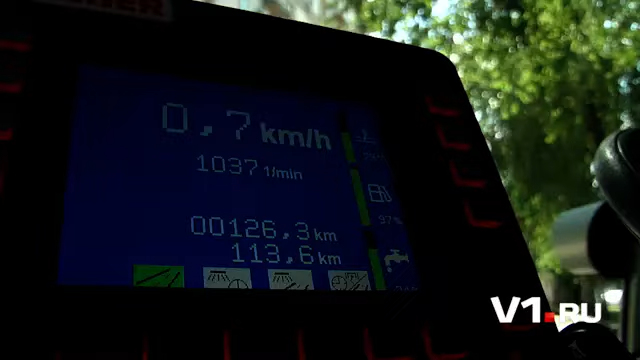 0,7 km/h
1037 1/min
00126,3 km
113,6 km
97%
V1.RU